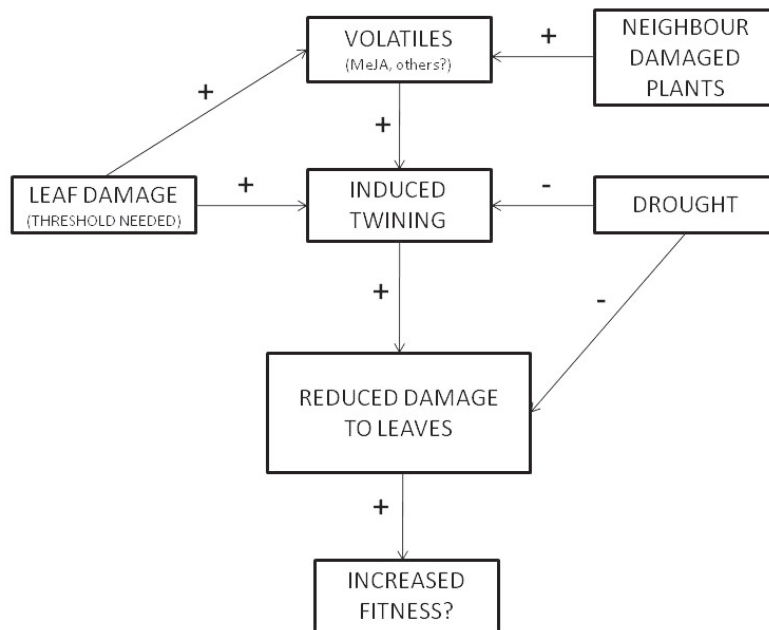 VOLATILES
(MeJA, others?)
+
NEIGHBOUR
DAMAGED
PLANTS
+
+
LEAF DAMAGE
(THRESHOLD NEEDED)
+
INDUCED
TWINING
-
DROUGHT
+
-
REDUCED DAMAGE
TO LEAVES
+
INCREASED
FITNESS?